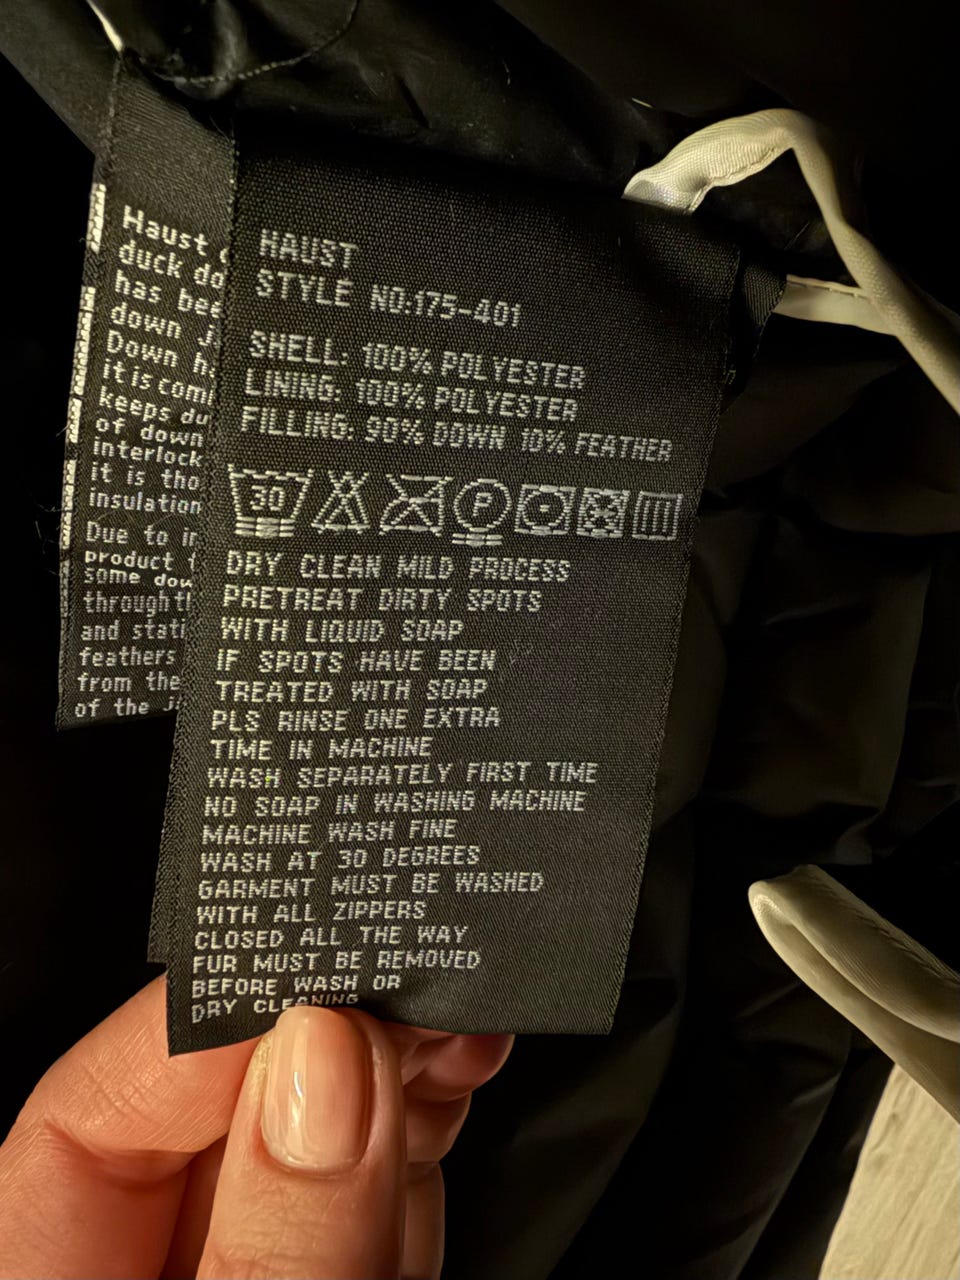 Haust
duck do
has bee
down
Down ha
it is com
keeps du
of down
interlock
it is tho
insulation
Due to in
product
some dow
through t
and stati
feathers
from the
of the
HAUST
STYLE NO:175-401
SHELL: 100% POLYESTER
LINING: 100% POLYESTER
FILLING: 90% DOWN 10% FEATHER
30 P
DRY CLEAN MILD PROCESS
PRETREAT DIRTY SPOTS
WITH LIQUID SOAP
IF SPOTS HAVE BEEN
TREATED WITH SOAP
PLS RINSE ONE EXTRA
TIME IN MACHINE
WASH SEPARATELY FIRST TIME
NO SOAP IN WASHING MACHINE
MACHINE WASH FINE
WASH AT 30 DEGREES
GARMENT MUST BE WASHED
WITH ALL ZIPPERS
CLOSED ALL THE WAY
FUR MUST BE REMOVED
BEFORE WASH OR
DRY CLEANING